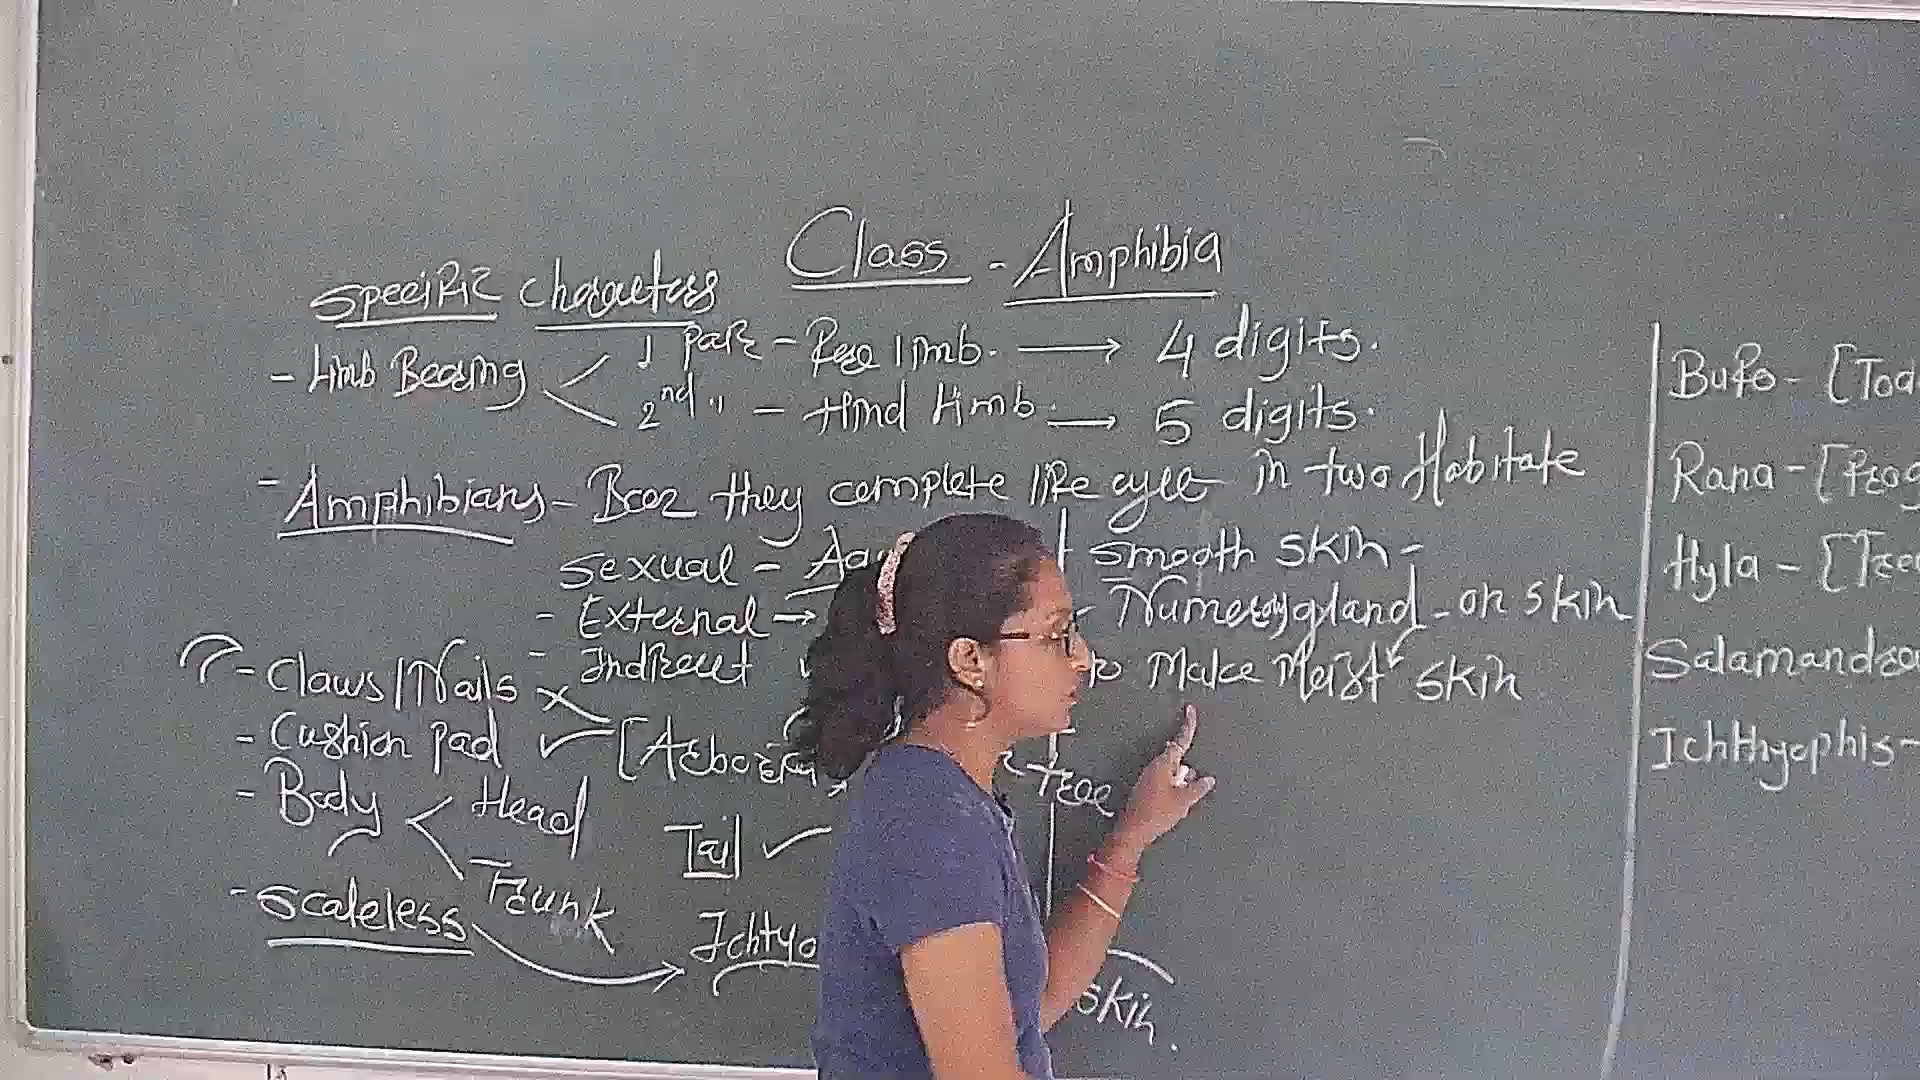 Class - Amphibia
Specific characters
- Limb Bearing
1 pair - Fore limb. → 4 digits.
2nd " - Hind limb. → 5 digits.
- Amphibians - Bcoz they complete life cycle in two Habitate
Sexual -
- External →
- Indirect
- Claws/Nails ×
- Cushion pad ✓
- Body
Head
Trunk
Tail ✓
- Scaleless →
tree
skin.
Smooth skin -
- Numerous gland - on skin
to Make Moist skin
Bufo - [Toa
Rana - [frog
Hyla - [Tree
Salamander
Ichthyophis -